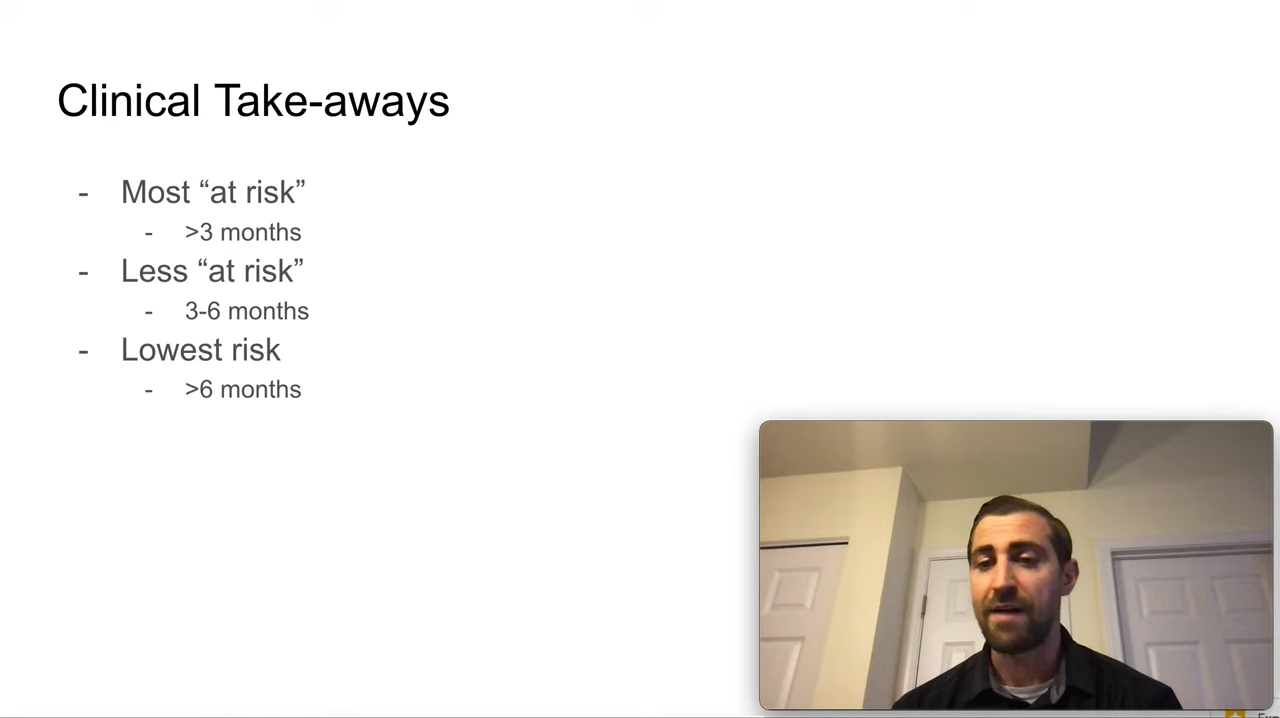 Clinical Take-aways
- Most “at risk”
- >3 months
- Less “at risk”
- 3-6 months
- Lowest risk
- >6 months